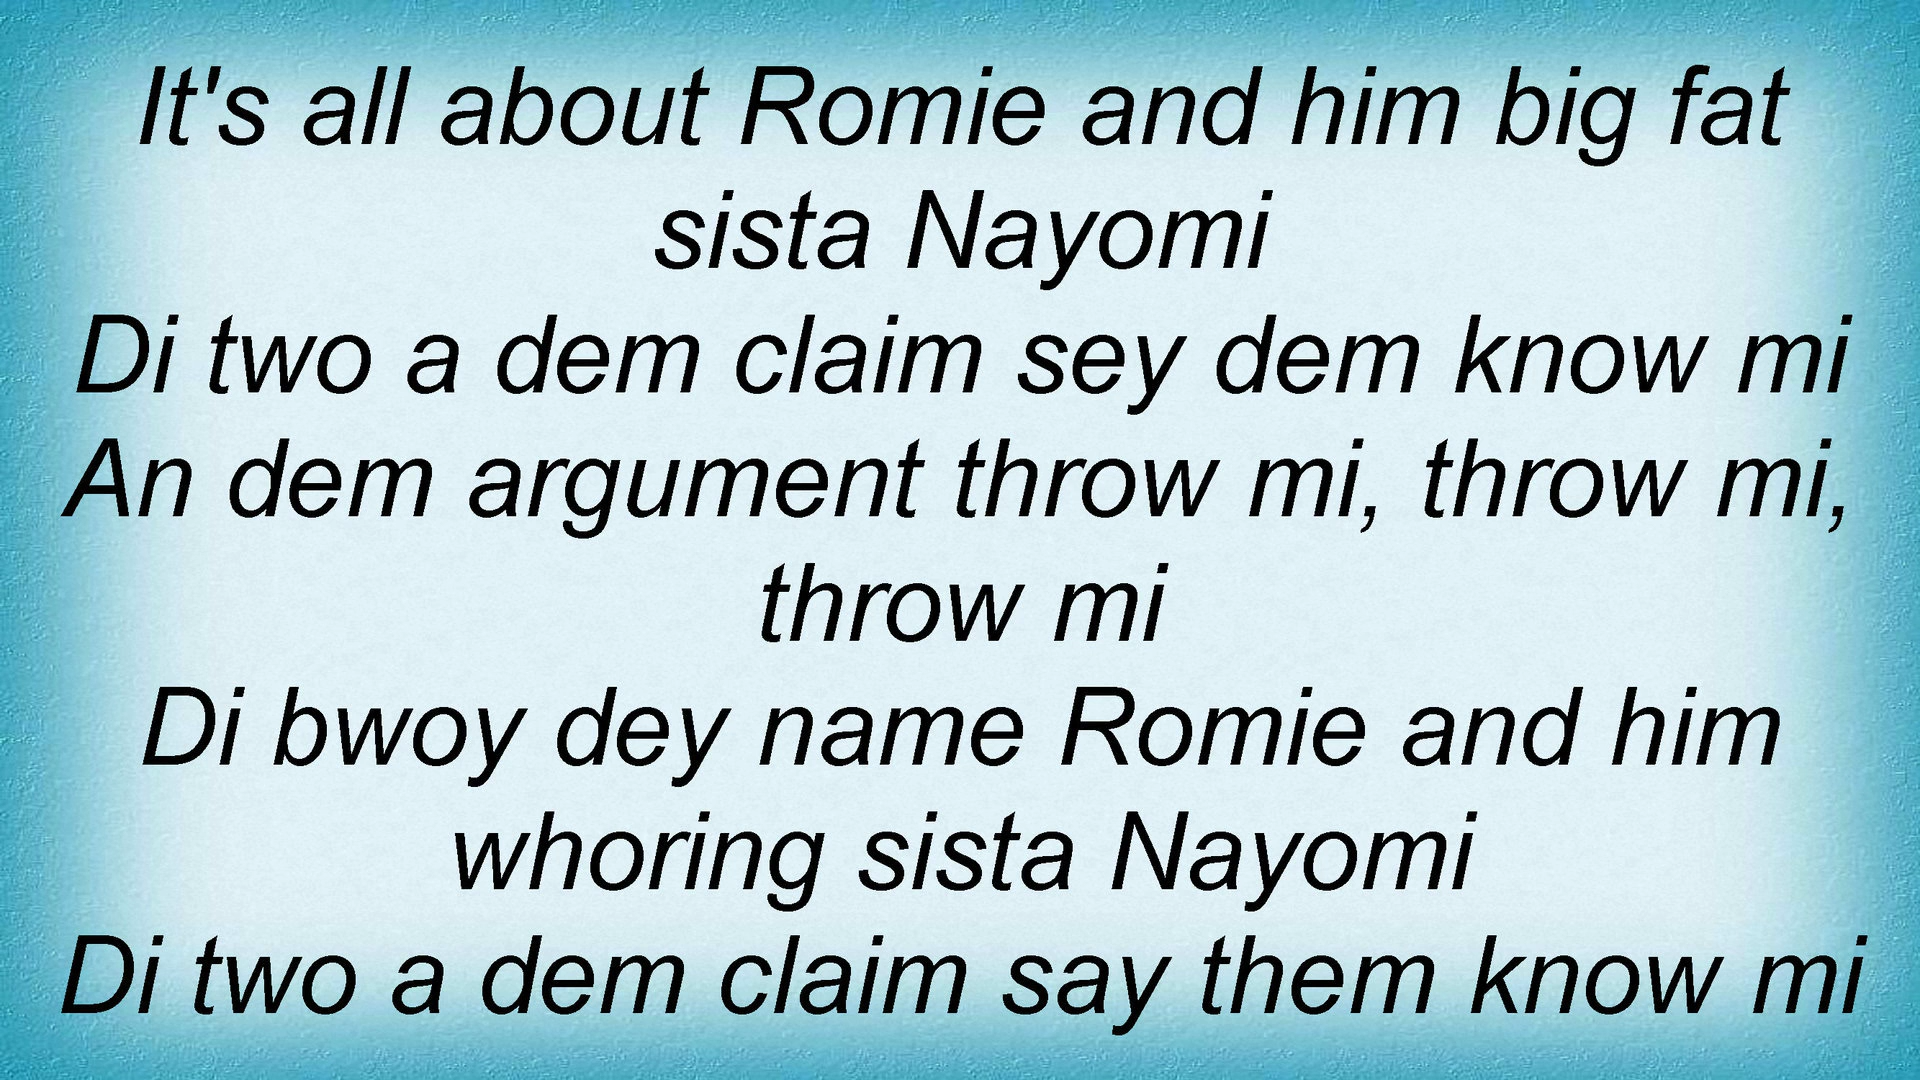 It's all about Romie and him big fat
sista Nayomi
Di two a dem claim sey dem know mi
An dem argument throw mi, throw mi,
throw mi
Di bwoy dey name Romie and him
whoring sista Nayomi
Di two a dem claim say them know mi